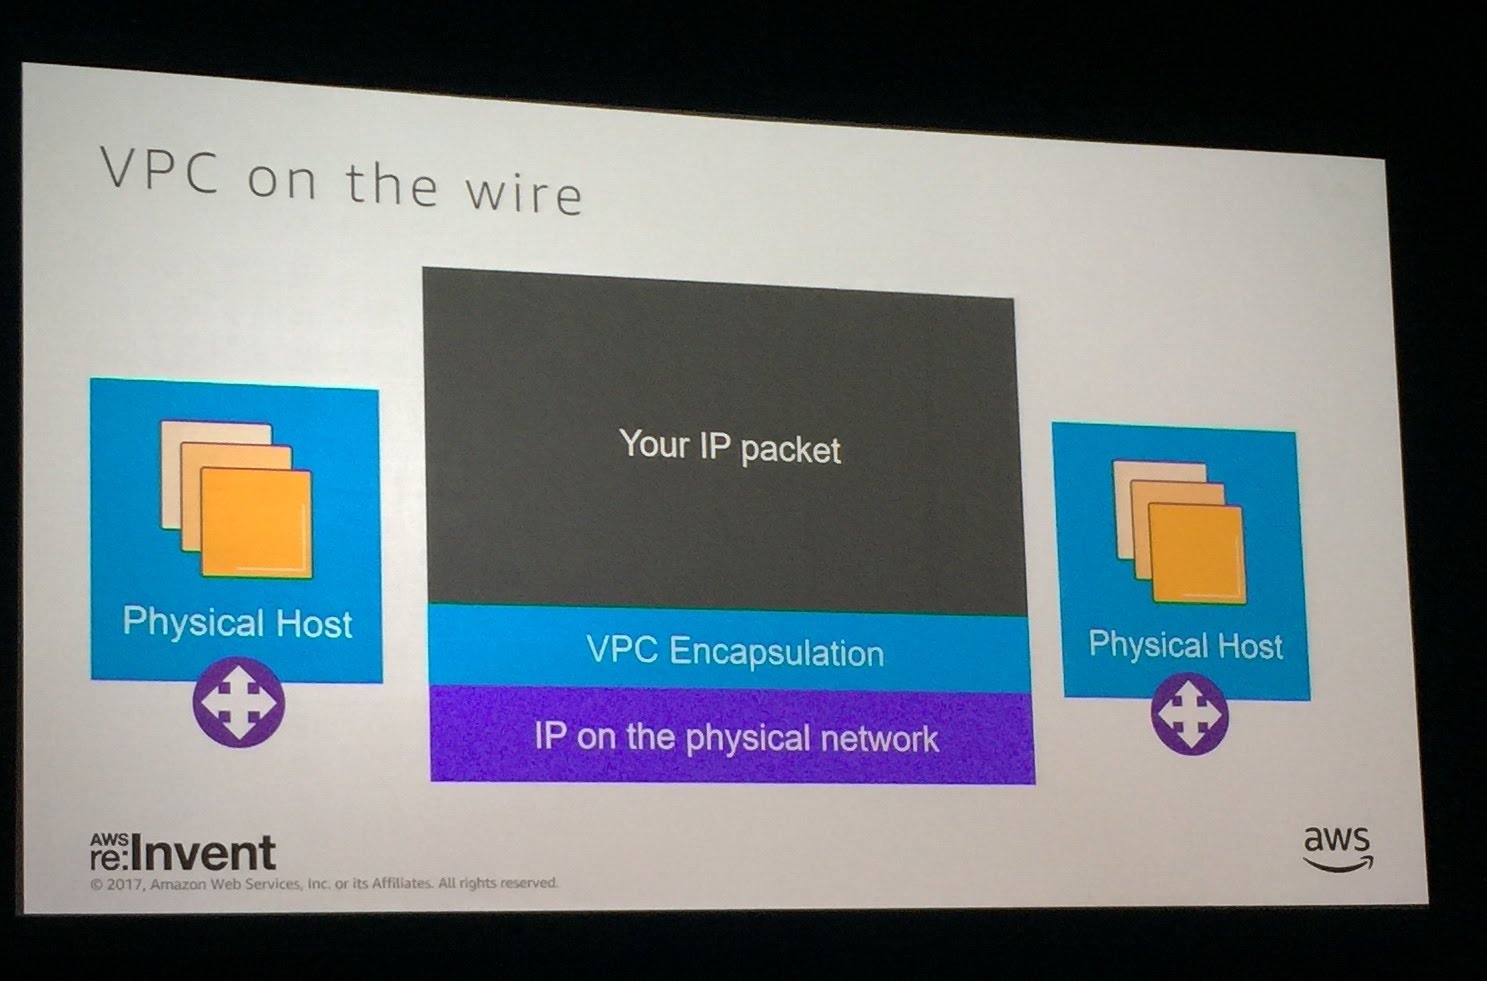 VPC on the wire
Your IP packet
Physical Host
VPC Encapsulation
Physical Host
IP on the physical network
AWS
re:Invent
© 2017, Amazon Web Services, Inc. or its Affiliates. All rights reserved.
aws